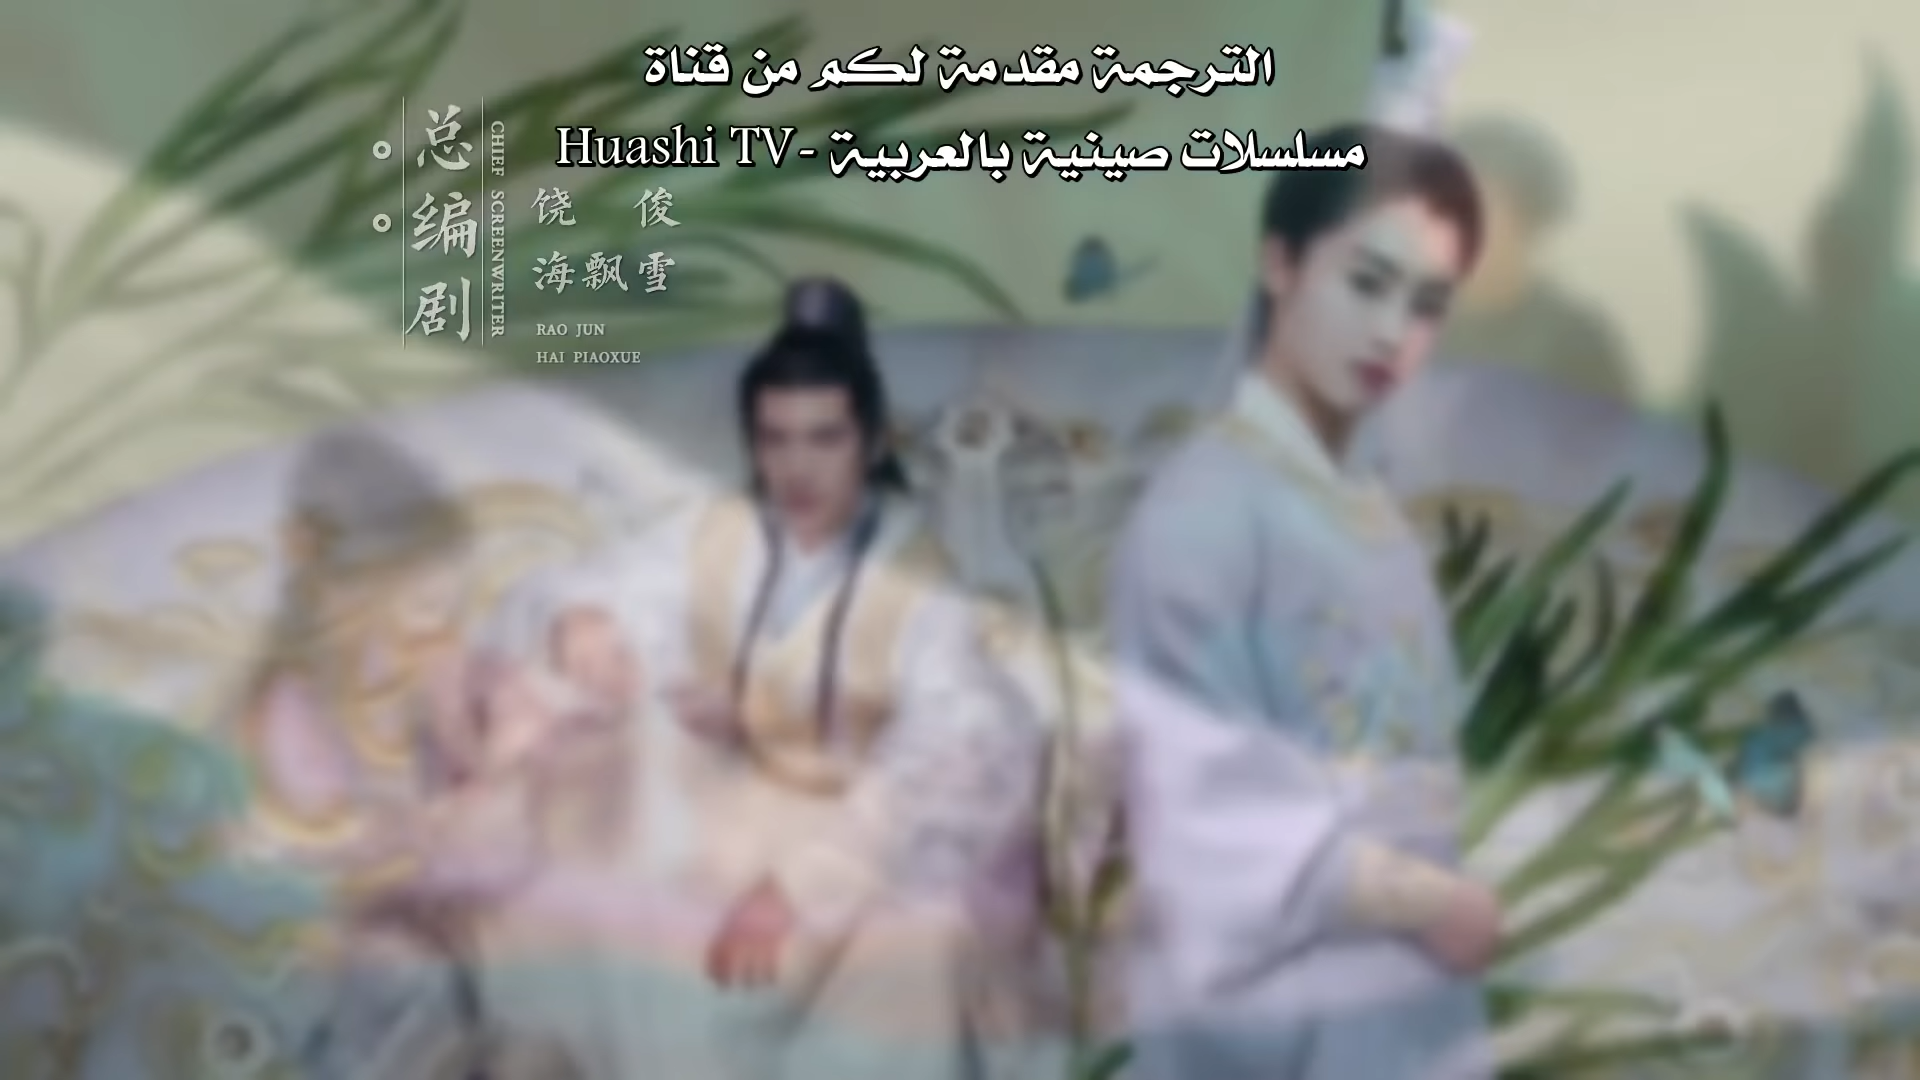 الترجمة مقدمة لكم من قناة
مسلسلات صينية بالعربية -Huashi TV
总编剧
CHIEF SCREENWRITER
饶 俊
海飘雪
RAO JUN
HAI PIAOXUE